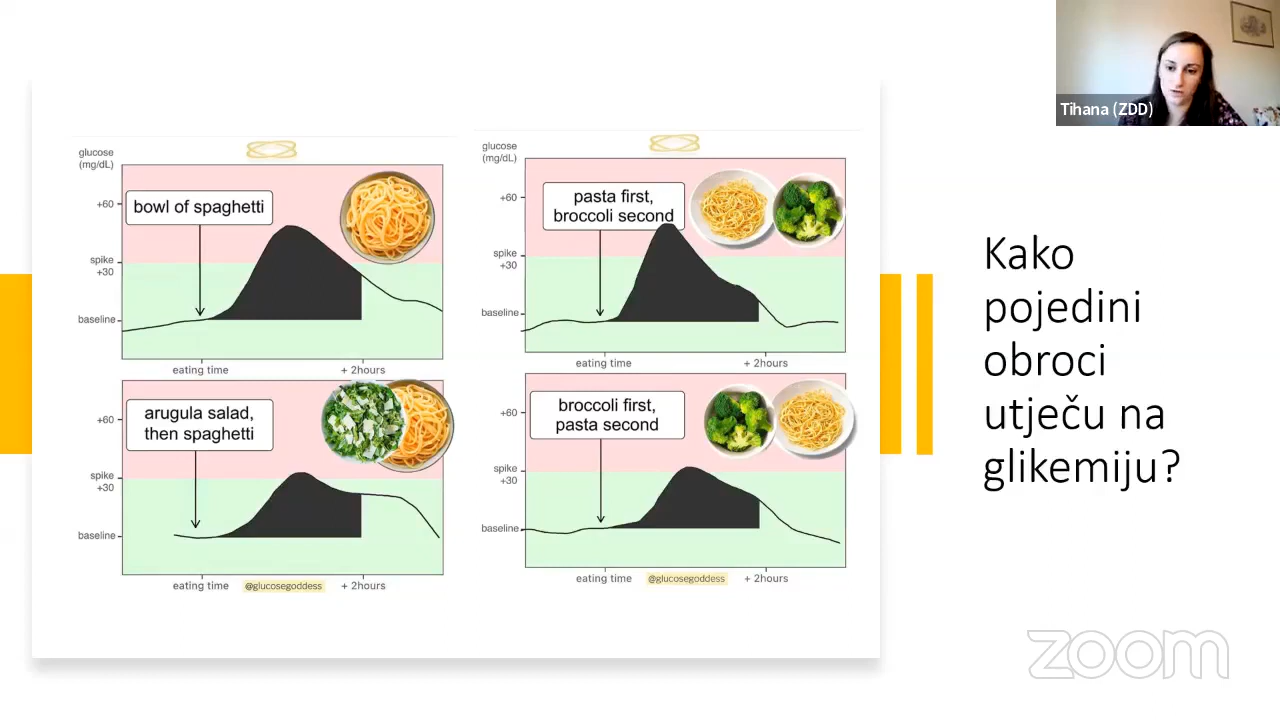 Tihana (ZDD)
glucose
(mg/dL)
+60
bowl of spaghetti
spike
+30
baseline
eating time
+ 2hours
glucose
(mg/dL)
+60
pasta first,
broccoli second
spike
+30
baseline
eating time
+ 2hours
+60
arugula salad,
then spaghetti
spike
+30
baseline
eating time
@glucosegoddess
+ 2hours
+60
broccoli first,
pasta second
spike
+30
baseline
eating time
@glucosegoddess
+ 2hours
Kako
pojedini
obroci
utječu na
glikemiju?
zoom